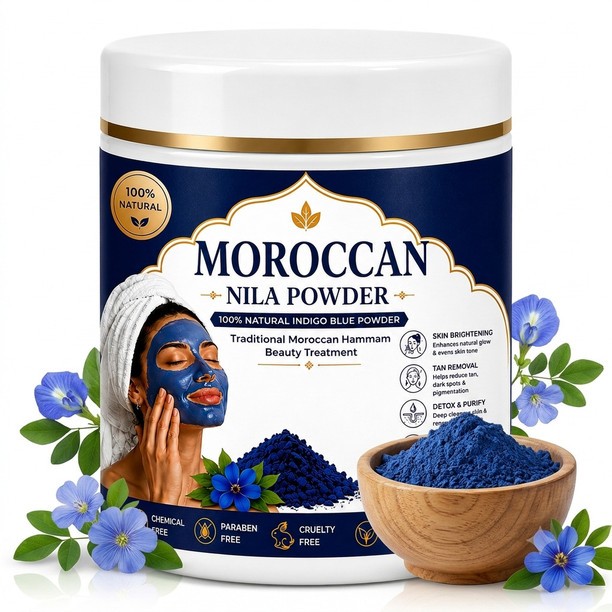 100%
NATURAL
MOROCCAN
NILA POWDER
100% NATURAL INDIGO BLUE POWDER
Traditional Moroccan Hammam
Beauty Treatment
SKIN BRIGHTENING
Enhances natural glow
& evens skin tone
TAN REMOVAL
Helps reduce tan,
dark spots &
pigmentation
DETOX & PURIFY
Deep skin &
CHEMICAL
FREE
PARABEN
FREE
CRUELTY
FREE